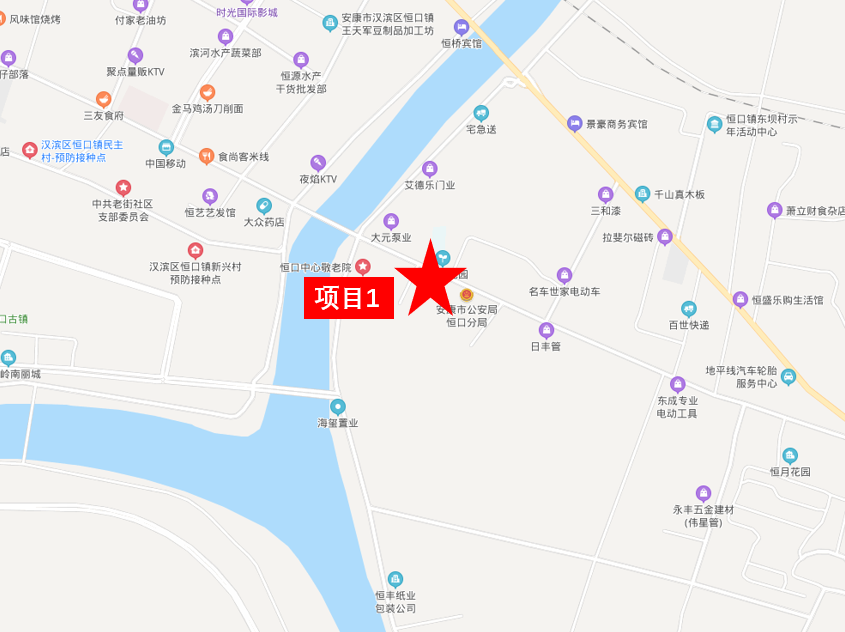 风味馆烧烤
付家老油坊
时光国际影城
安康市汉滨区恒口镇
王天军豆制品加工坊
恒桥宾馆
滨河水产蔬菜部
聚点量贩KTV
恒源水产
干货批发部
仔部落
三友食府
金马鸡汤刀削面
宅急送
景豪商务宾馆
恒口镇东坝村示
年活动中心
店
汉滨区恒口镇民主
村-预防接种点
中国移动
食尚客米线
夜焰KTV
艾德乐门业
中共老街社区
支部委员会
恒艺艺发馆
大众药店
三和漆
千山真木板
萧立财食杂店
大元泵业
拉斐尔磁砖
汉滨区恒口镇新兴村
预防接种点
恒口中心敬老院
园
项目1
名车世家电动车
安康市公安局
恒口分局
恒盛乐购生活馆
百世快递
口古镇
日丰管
岭南丽城
地平线汽车轮胎
服务中心
东成专业
电动工具
海玺置业
恒月花园
永丰五金建材
(伟星管)
恒丰纸业
包装公司